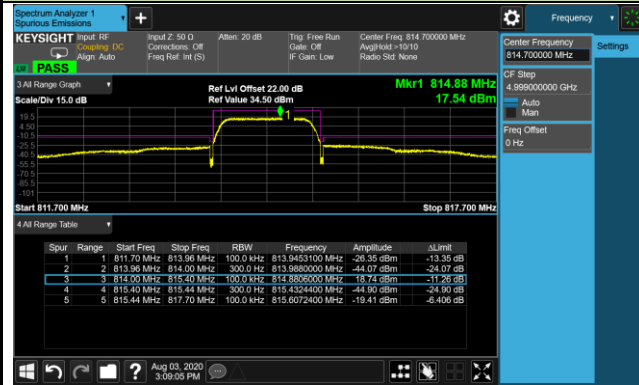 Spectrum Analyzer 1
Spurious Emissions
Frequency
KEYSIGHT
Input: RF
Coupling: DC
Align: Auto
Input Z: 50 Ω
Corrections: Off
Freq Ref: Int (S)
Atten: 20 dB
Trig: Free Run
Gate: Off
IF Gain: Low
Center Freq: 814.700000 MHz
Avg|Hold:>10/10
Radio Std: None
LNI PASS
Center Frequency
814.700000 MHz
Settings
CF Step
4.999000000 GHz
Auto
Man
Freq Offset
0 Hz
3 All Range Graph
Scale/Div 15.0 dB
Ref Lvl Offset 22.00 dB
Ref Value 34.50 dBm
Mkr1 814.88 MHz
17.54 dBm
1
19.5
4.50
-10.5
-25.5
-40.5
-55.5
-70.5
-85.5
-101
Start 811.700 MHz
Stop 817.700 MHz
4 All Range Table
Spur Range Start Freq Stop Freq RBW Frequency Amplitude ΔLimit
1 1 811.70 MHz 813.96 MHz 100.0 kHz 813.9453100 MHz -26.35 dBm -13.35 dB
2 2 813.96 MHz 814.00 MHz 300.0 Hz 813.9880000 MHz -44.07 dBm -24.07 dB
3 3 814.00 MHz 815.40 MHz 100.0 kHz 814.8806000 MHz 18.74 dBm -11.26 dB
4 4 815.40 MHz 815.44 MHz 300.0 Hz 815.4324400 MHz -44.90 dBm -24.90 dB
5 5 815.44 MHz 817.70 MHz 100.0 kHz 815.6072400 MHz -19.41 dBm -6.406 dB
?
Aug 03, 2020
3:09:05 PM